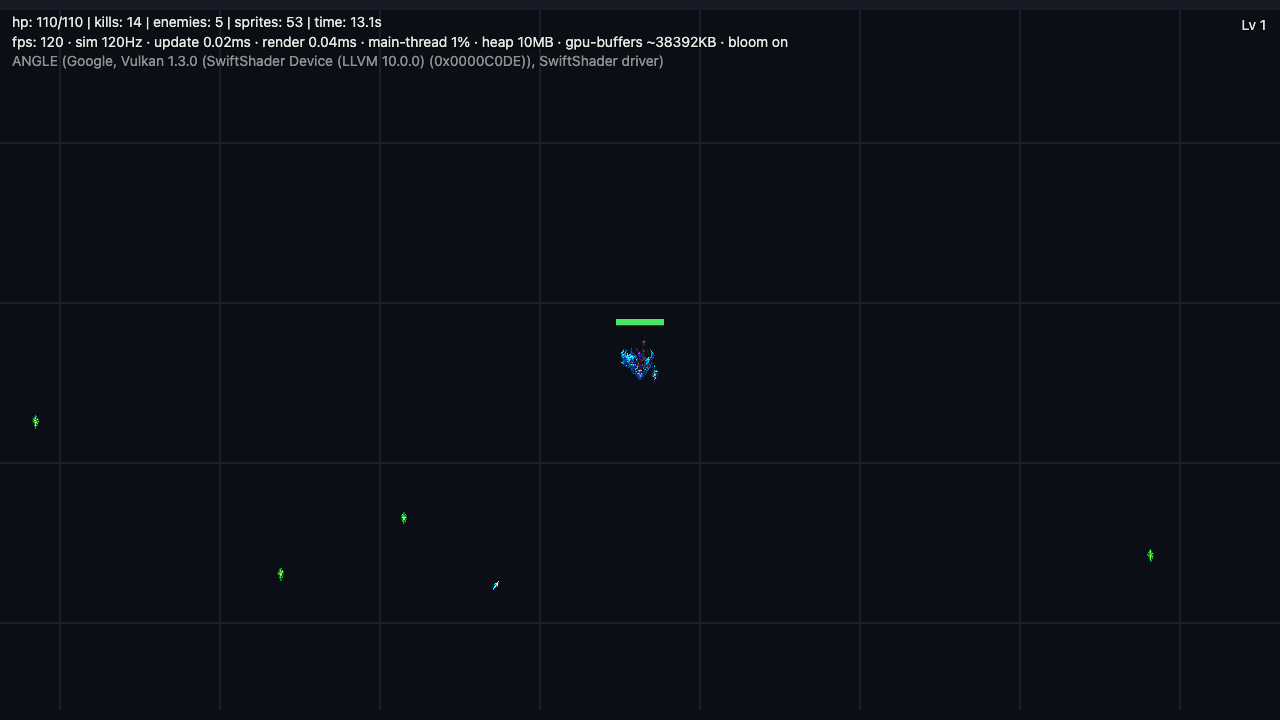 hp: 110/110 | kills: 14 | enemies: 5 | sprites: 53 | time: 13.1s
Lv 1
fps: 120 · sim 120Hz · update 0.02ms · render 0.04ms · main-thread 1% · heap 10MB · gpu-buffers ~38392KB · bloom on
ANGLE (Google, Vulkan 1.3.0 (SwiftShader Device (LLVM 10.0.0) (0x0000C0DE)), SwiftShader driver)